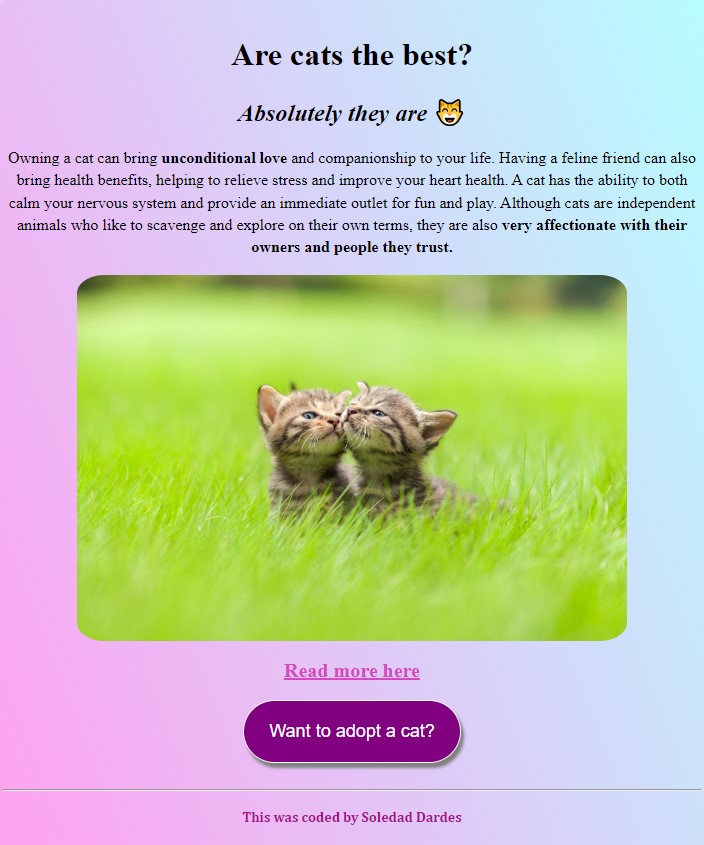 Are cats the best?
Absolutely they are 😸
Owning a cat can bring unconditional love and companionship to your life. Having a feline friend can also
bring health benefits, helping to relieve stress and improve your heart health. A cat has the ability to both
calm your nervous system and provide an immediate outlet for fun and play. Although cats are independent
animals who like to scavenge and explore on their own terms, they are also very affectionate with their
owners and people they trust.
Read more here
Want to adopt a cat?
This was coded by Soledad Dardes